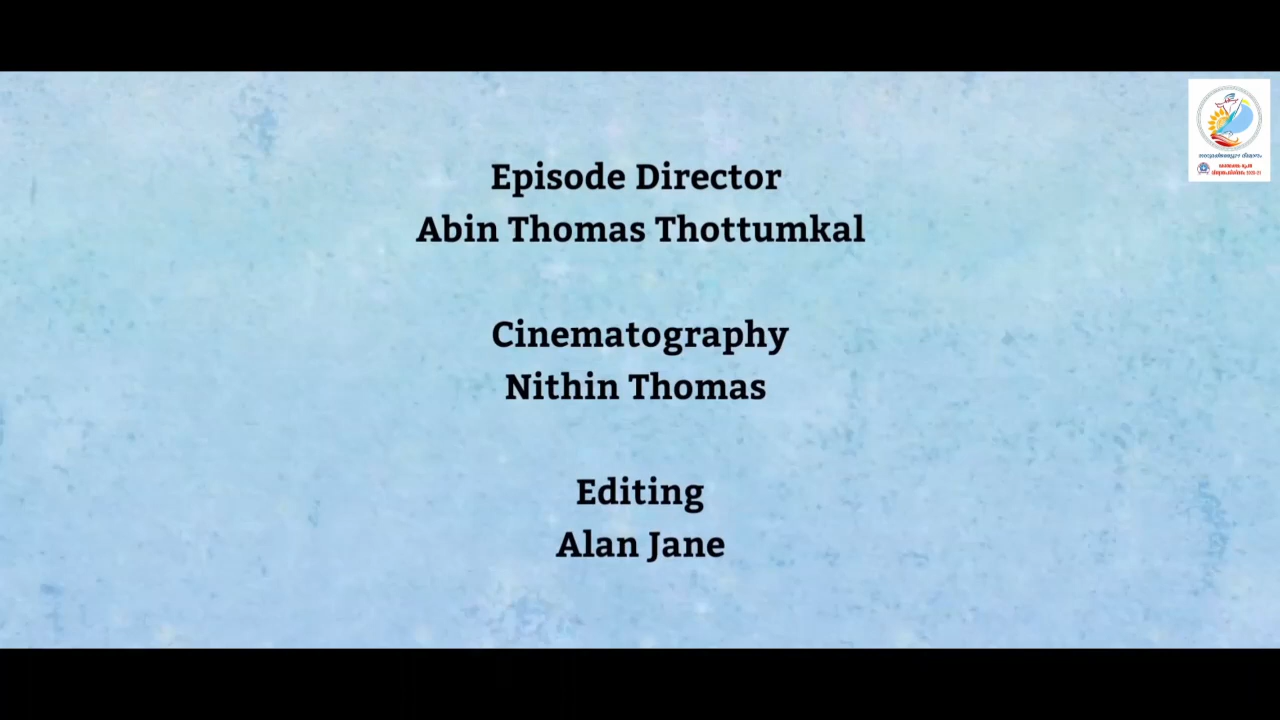 Episode Director
Abin Thomas Thottumkal
Cinematography
Nithin Thomas
Editing
Alan Jane